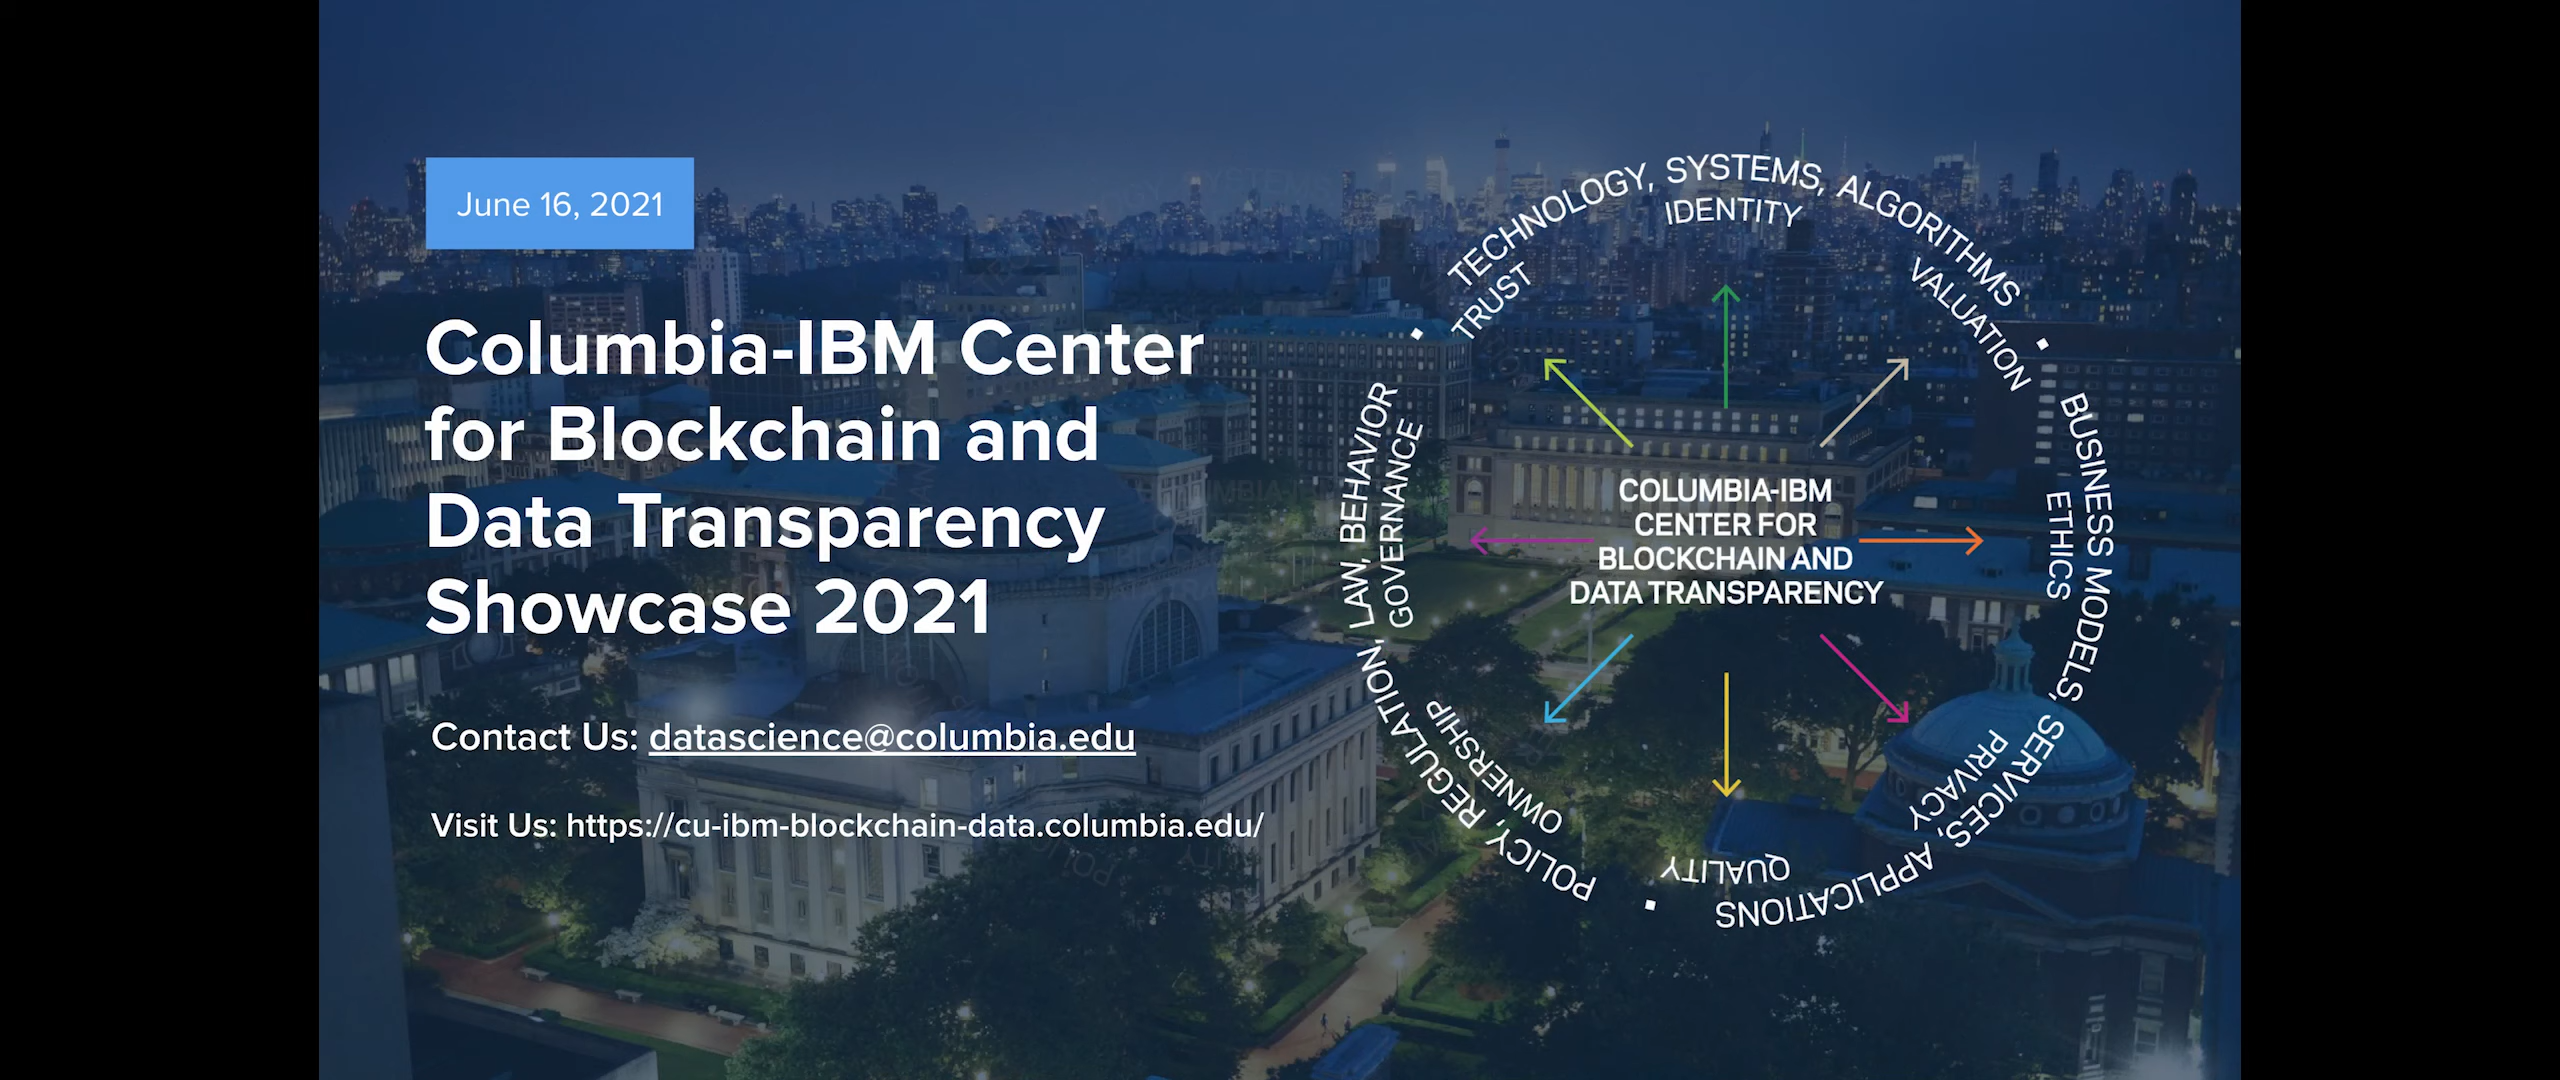 June 16, 2021
Columbia-IBM Center
for Blockchain and
Data Transparency
Showcase 2021
Contact Us: datascience@columbia.edu
Visit Us: https://cu-ibm-blockchain-data.columbia.edu/
TECHNOLOGY, SYSTEMS, ALGORITHMS
BUSINESS MODELS, SERVICES, APPLICATIONS
POLICY, REGULATION, LAW, BEHAVIOR
TRUST
IDENTITY
VALUATION
ETHICS
PRIVACY
QUALITY
OWNERSHIP
GOVERNANCE
COLUMBIA-IBM
CENTER FOR
BLOCKCHAIN AND
DATA TRANSPARENCY